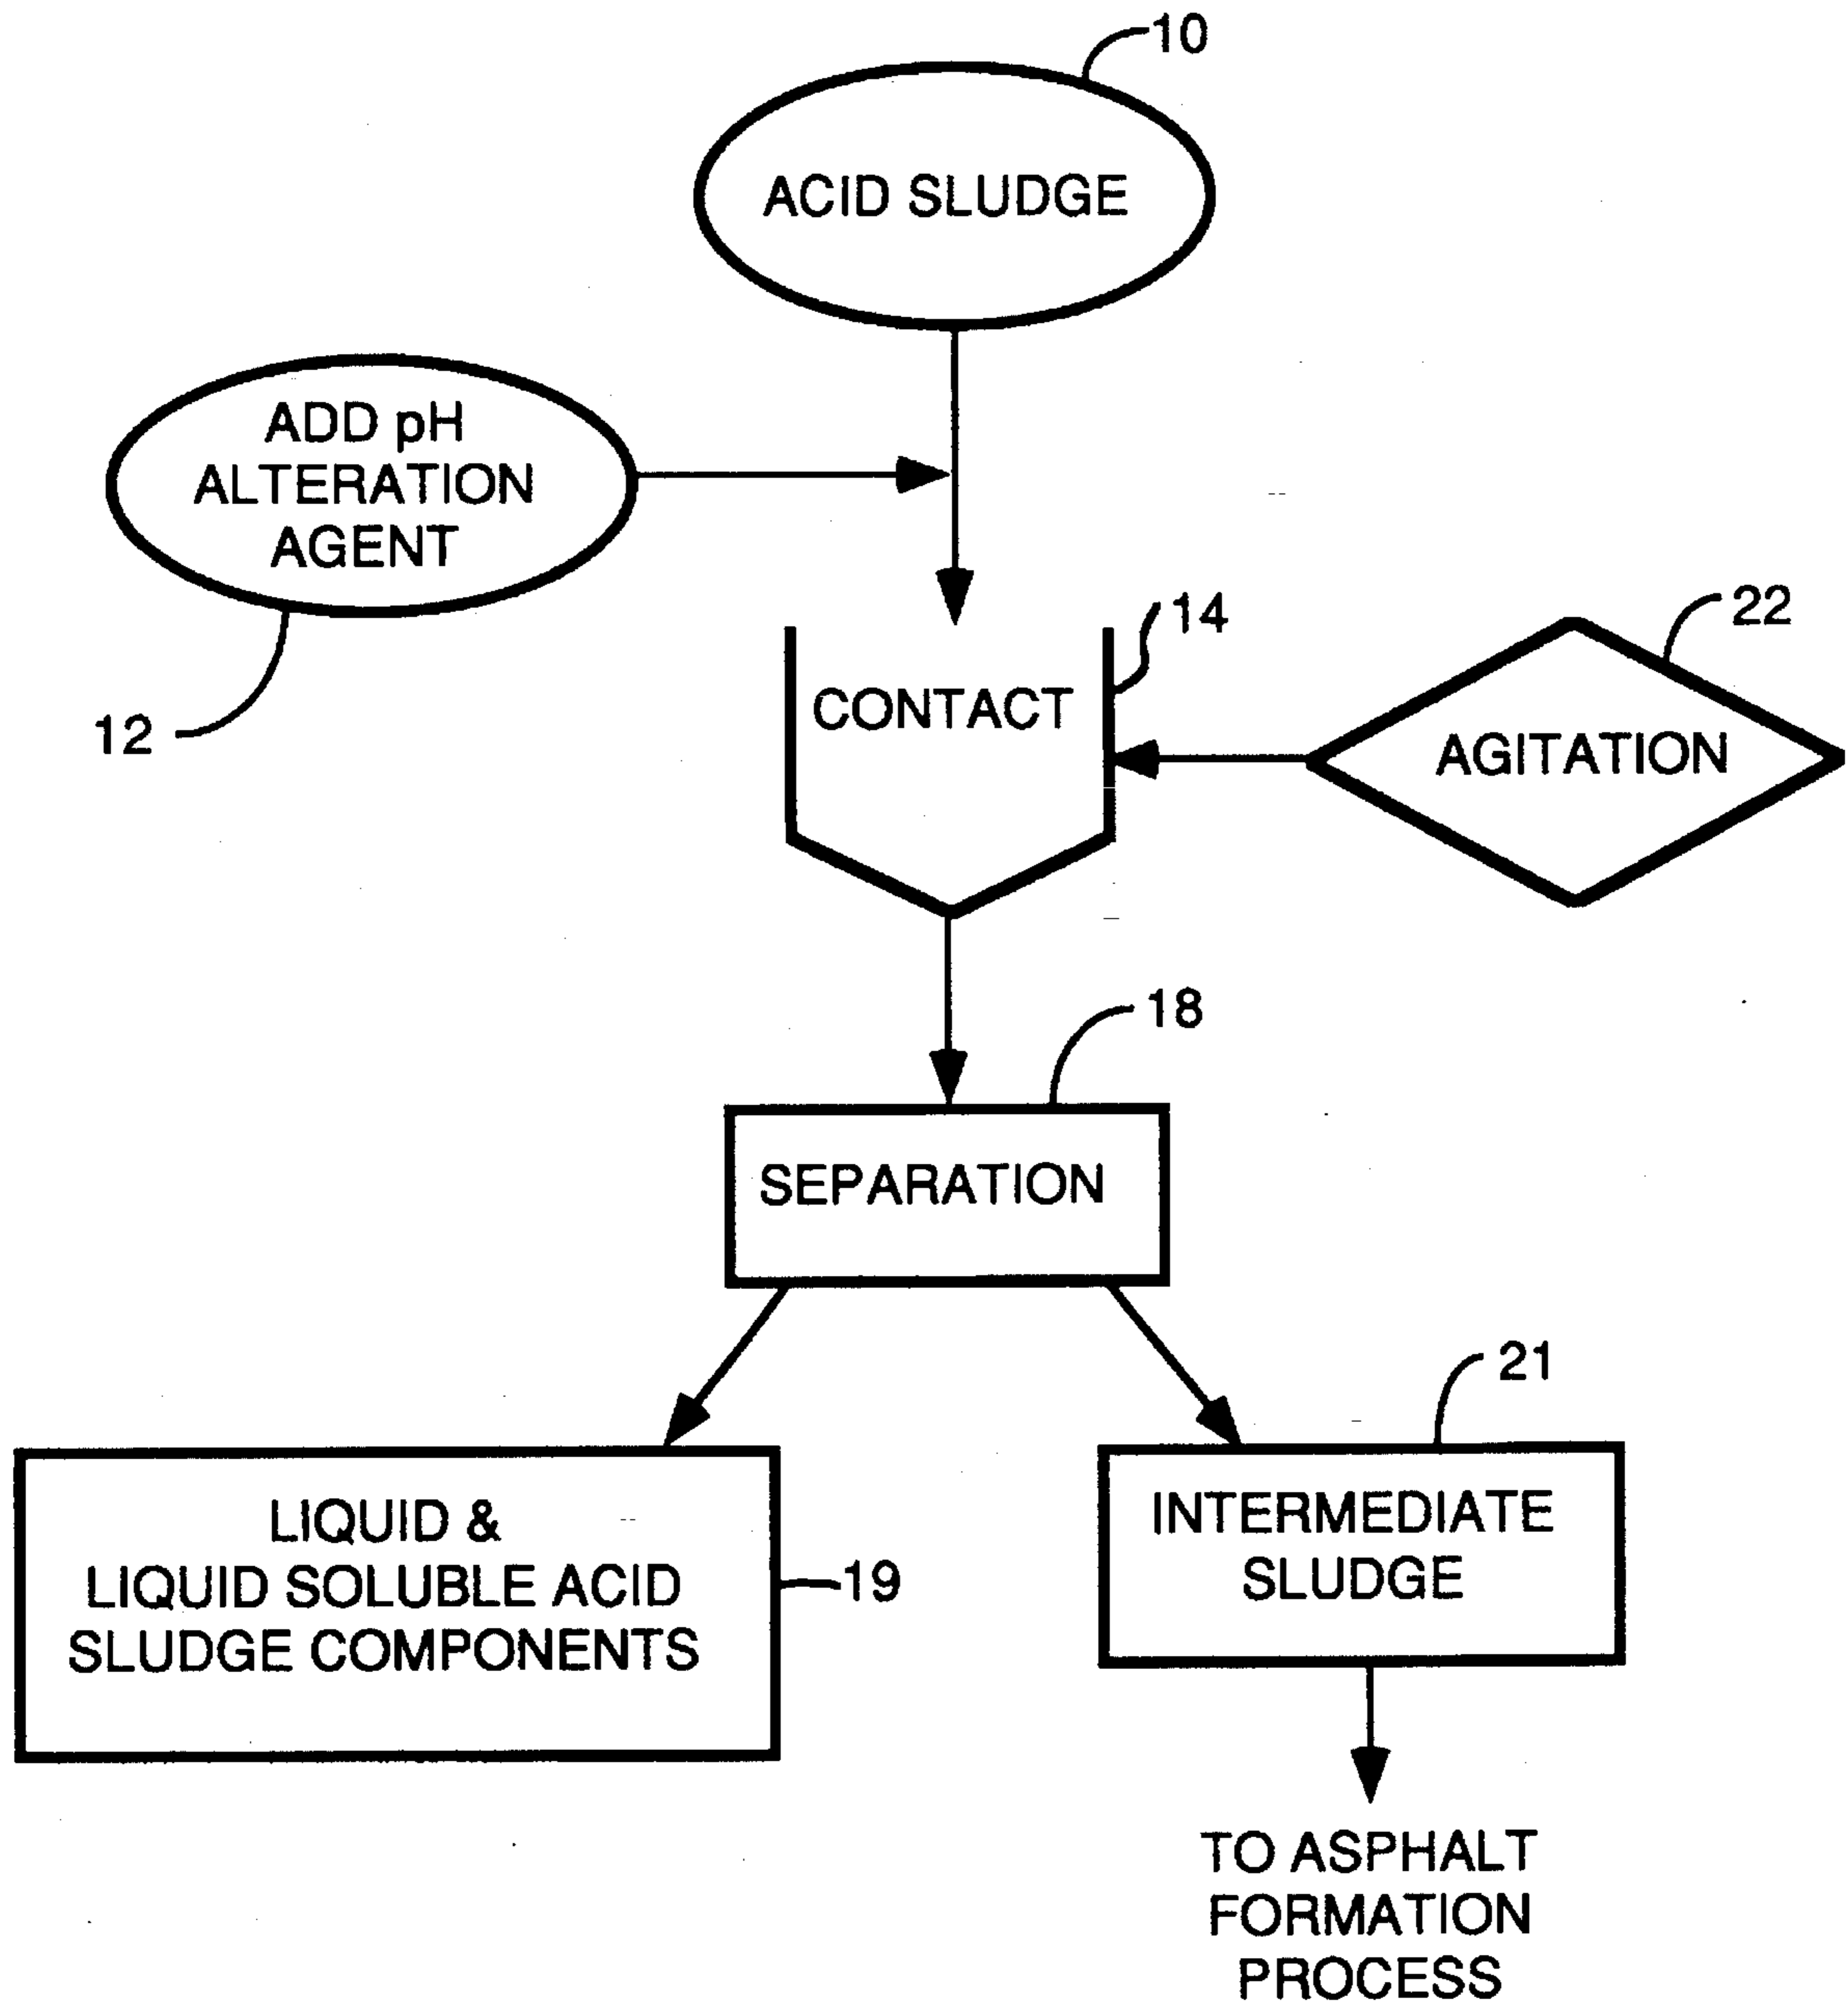 10
ACID SLUDGE
ADD pH
ALTERATION
AGENT
12
14
CONTACT
22
AGITATION
18
SEPARATION
21
LIQUID &
LIQUID SOLUBLE ACID
SLUDGE COMPONENTS
19
INTERMEDIATE
SLUDGE
TO ASPHALT
FORMATION
PROCESS